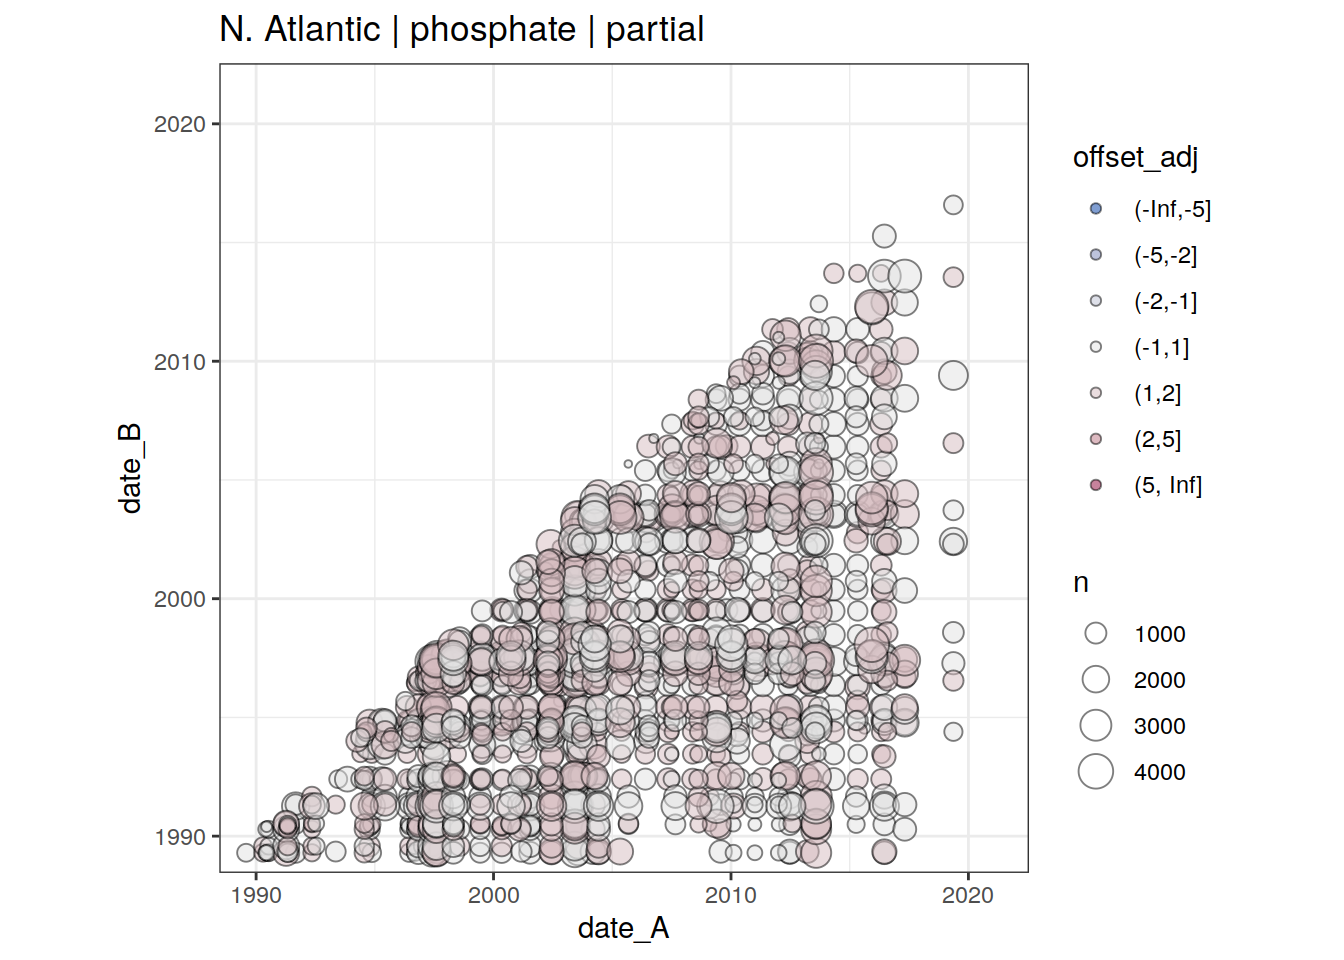 N. Atlantic | phosphate | partial
2020
2010
2000
1990
1990
2000
2010
2020
date_A
date_B
offset_adj
(-Inf,-5]
(-5,-2]
(-2,-1]
(-1,1]
(1,2]
(2,5]
(5, Inf]
n
1000
2000
3000
4000